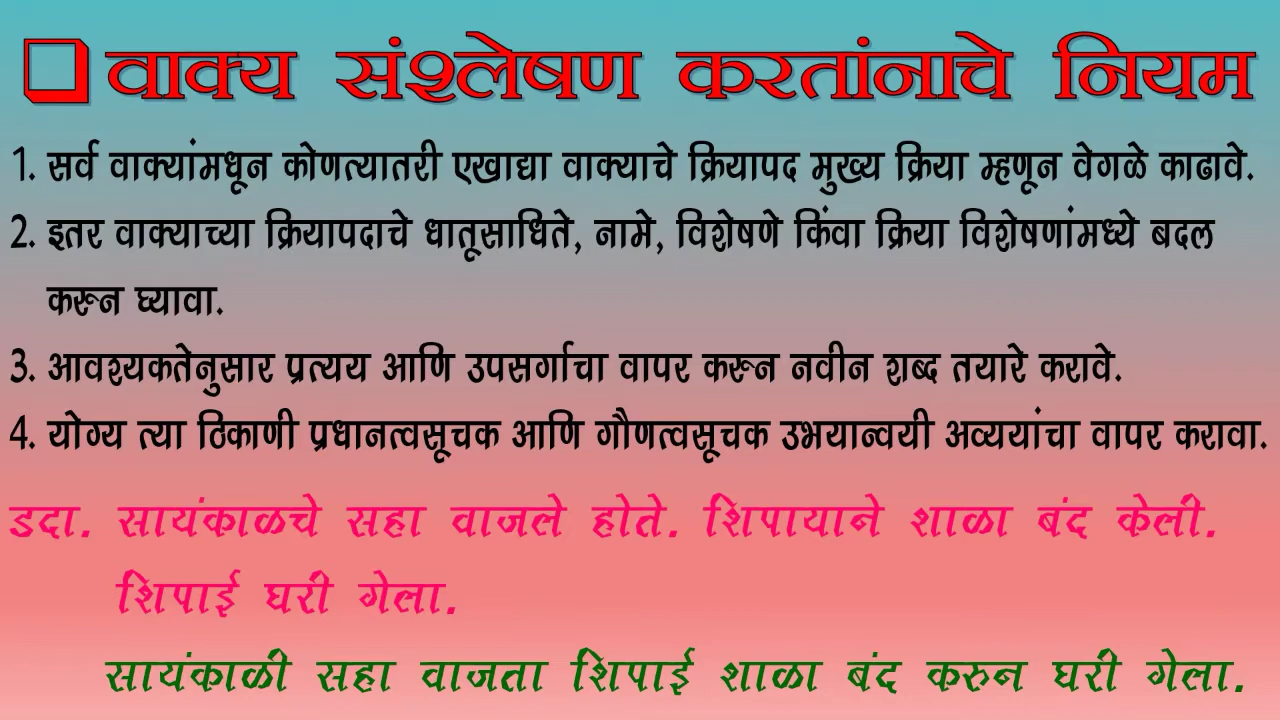 ❑ वाक्य संश्लेषण करतांनाचे नियम
1. सर्व वाक्यांमधून कोणत्यातरी एखाद्या वाक्याचे क्रियापद मुख्य क्रिया म्हणून वेगळे काढावे.
2. इतर वाक्याच्या क्रियापदाचे धातूसाधिते, नामे, विशेषणे किंवा क्रिया विशेषणांमध्ये बदल
करून घ्यावा.
3. आवश्यकतेनुसार प्रत्यय आणि उपसर्गाचा वापर करून नवीन शब्द तयारे करावे.
4. योग्य त्या ठिकाणी प्रधानत्वसूचक आणि गौणत्वसूचक उभयान्वयी अव्ययांचा वापर करावा.
डदा. सायंकाळचे सहा वाजले होते. शिपायाने शाळा बंद केली.
शिपाई घरी गेला.
सायंकाळी सहा वाजता शिपाई शाळा बंद करुन घरी गेला.